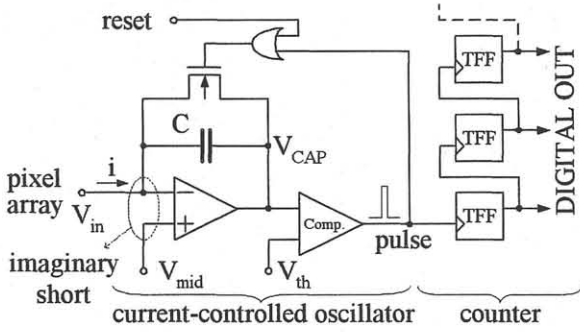 reset
TFF
C
V_CAP
TFF
DIGITAL OUT
i
pixel
array
V_in
−
+
Comp.
TFF
pulse
imaginary
short
V_mid
V_th
current-controlled oscillator
counter